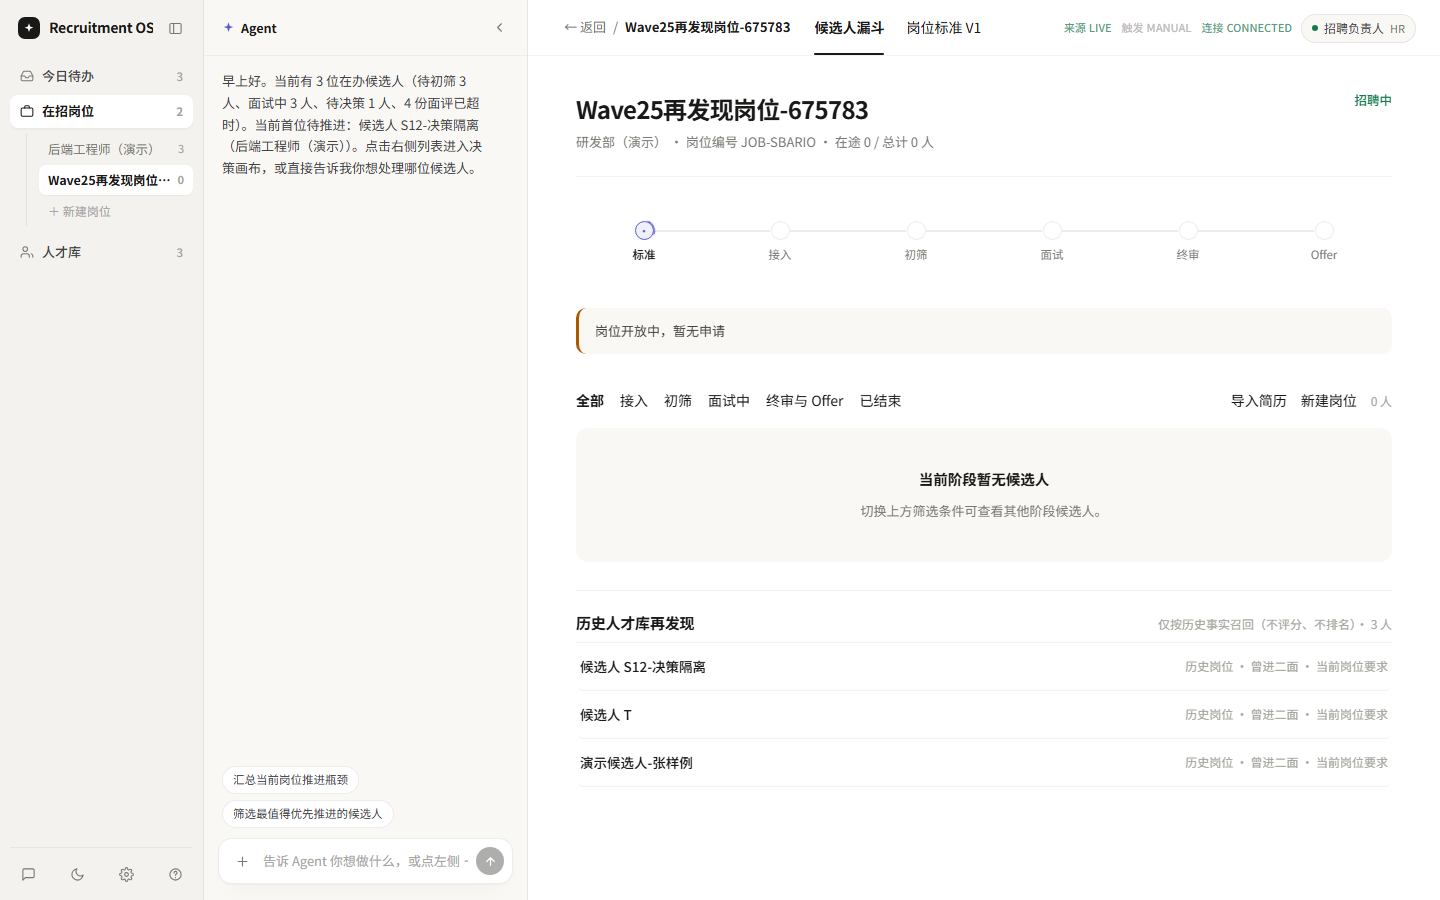 Recruitment OS
今日待办 3
在招岗位 2
后端工程师（演示） 3
Wave25再发现岗位… 0
＋ 新建岗位
人才库 3
Agent
早上好。当前有 3 位在办候选人（待初筛 3
人、面试中 3 人、待决策 1 人、4 份面评已超
时）。当前首位待推进：候选人 S12-决策隔离
（后端工程师（演示））。点击右侧列表进入决
策画布，或直接告诉我你想处理哪位候选人。
汇总当前岗位推进瓶颈
筛选最值得优先推进的候选人
告诉 Agent 你想做什么，或点左侧
← 返回 / Wave25再发现岗位-675783 候选人漏斗 岗位标准 V1 来源 LIVE 触发 MANUAL 连接 CONNECTED 招聘负责人 HR
Wave25再发现岗位-675783 招聘中
研发部（演示） • 岗位编号 JOB-SBARIO • 在途 0 / 总计 0 人
标准 接入 初筛 面试 终审 Offer
岗位开放中，暂无申请
全部 接入 初筛 面试中 终审与 Offer 已结束 导入简历 新建岗位 0 人
当前阶段暂无候选人
切换上方筛选条件可查看其他阶段候选人。
历史人才库再发现 仅按历史事实召回（不评分、不排名）• 3 人
候选人 S12-决策隔离 历史岗位 • 曾进二面 • 当前岗位要求
候选人 T 历史岗位 • 曾进二面 • 当前岗位要求
演示候选人-张样例 历史岗位 • 曾进二面 • 当前岗位要求